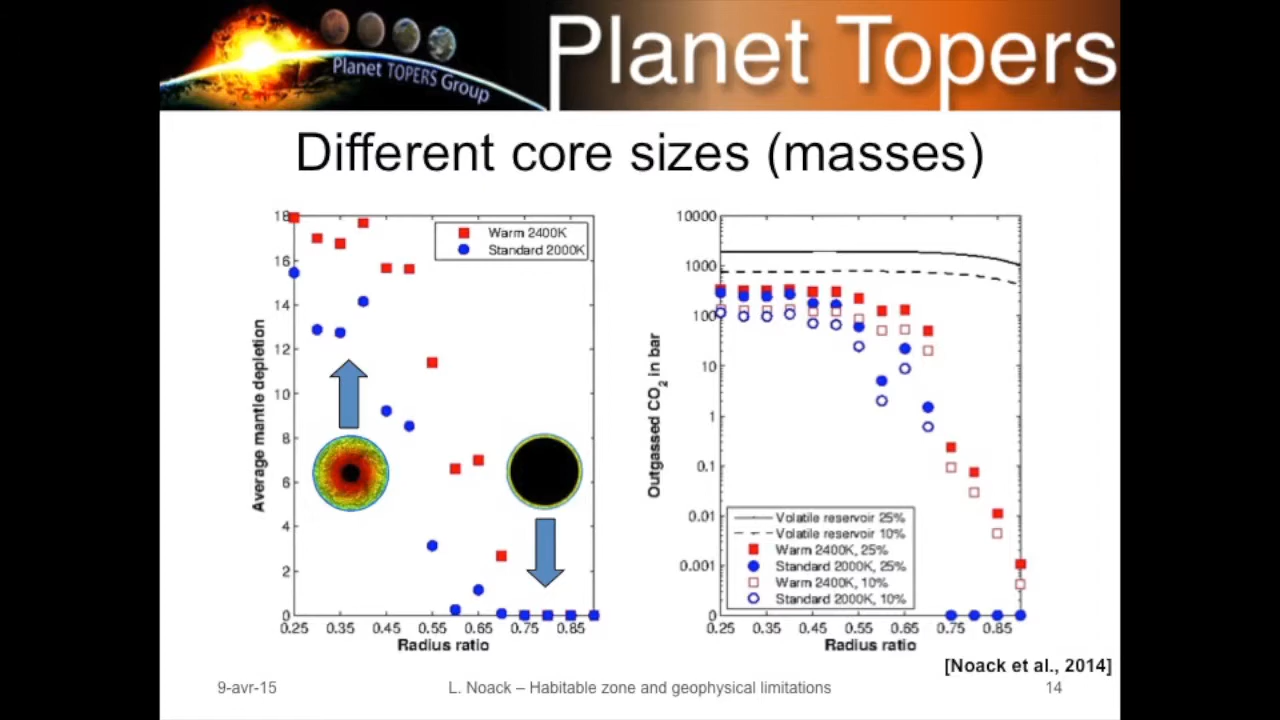 Planet TOPERS Group
Planet Topers
Different core sizes (masses)
18
16
14
12
10
8
6
4
2
0
Average mantle depletion
Warm 2400K
Standard 2000K
0.25 0.35 0.45 0.55 0.65 0.75 0.85
Radius ratio
10000
1000
100
10
1
0.1
0.01
0.001
0
Outgassed CO2 in bar
Volatile reservoir 25%
Volatile reservoir 10%
Warm 2400K, 25%
Standard 2000K, 25%
Warm 2400K, 10%
Standard 2000K, 10%
0.25 0.35 0.45 0.55 0.65 0.75 0.85
Radius ratio
[Noack et al., 2014]
9-avr-15
L. Noack – Habitable zone and geophysical limitations
14